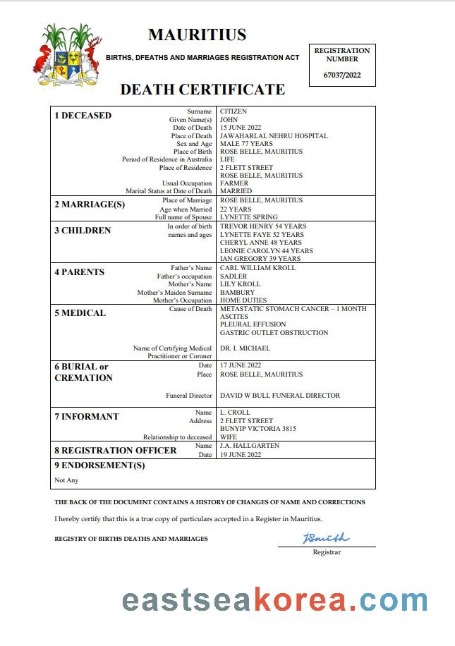 MAURITIUS
BIRTHS, DFEATHS AND MARRIAGES REGISTRATION ACT
REGISTRATION
NUMBER
67037/2022
DEATH CERTIFICATE
1 DECEASED
Surname CITIZEN
Given Name(s) JOHN
Date of Death 15 JUNE 2022
Place of Death JAWAHARLAL NEHRU HOSPITAL
Sex and Age MALE 77 YEARS
Place of Birth ROSE BELLE, MAURITIUS
Period of Residence in Australia LIFE
Place of Residence 2 FLETT STREET
ROSE BELLE, MAURITIUS
Usual Occupation FARMER
Marital Status at Date of Death MARRIED
2 MARRIAGE(S)
Place of Marriage ROSE BELLE, MAURITIUS
Age when Married 22 YEARS
Full name of Spouse LYNETTE SPRING
3 CHILDREN
In order of birth TREVOR HENRY 54 YEARS
names and ages LYNETTE FAYE 52 YEARS
CHERYL ANNE 48 YEARS
LEONIE CAROLYN 44 YEARS
IAN GREGORY 39 YEARS
4 PARENTS
Father's Name CARL WILLIAM KROLL
Father's occupation SADLER
Mother's Name LILY KROLL
Mother's Maiden Surname BAMBURY
Mother's Occupation HOME DUTIES
5 MEDICAL
Cause of Death METASTATIC STOMACH CANCER – 1 MONTH
ASCITES
PLEURAL EFFUSION
GASTRIC OUTLET OBSTRUCTION
Name of Certifying Medical DR. I. MICHAEL
Practitioner or Coroner
6 BURIAL or
CREMATION
Date 17 JUNE 2022
Place ROSE BELLE, MAURITIUS
Funeral Director DAVID W BULL FUNERAL DIRECTOR
7 INFORMANT
Name L. CROLL
Address 2 FLETT STREET
BUNYIP VICTORIA 3815
Relationship to deceased WIFE
8 REGISTRATION OFFICER
Name J.A. HALLGARTEN
Date 19 JUNE 2022
9 ENDORSEMENT(S)
Not Any
THE BACK OF THE DOCUMENT CONTAINS A HISTORY OF CHANGES OF NAME AND CORRECTIONS
I hereby certify that this is a true copy of particulars accepted in a Register in Mauritius.
REGISTRY OF BIRTHS DEATHS AND MARRIAGES
Registrar
eastseakorea.com